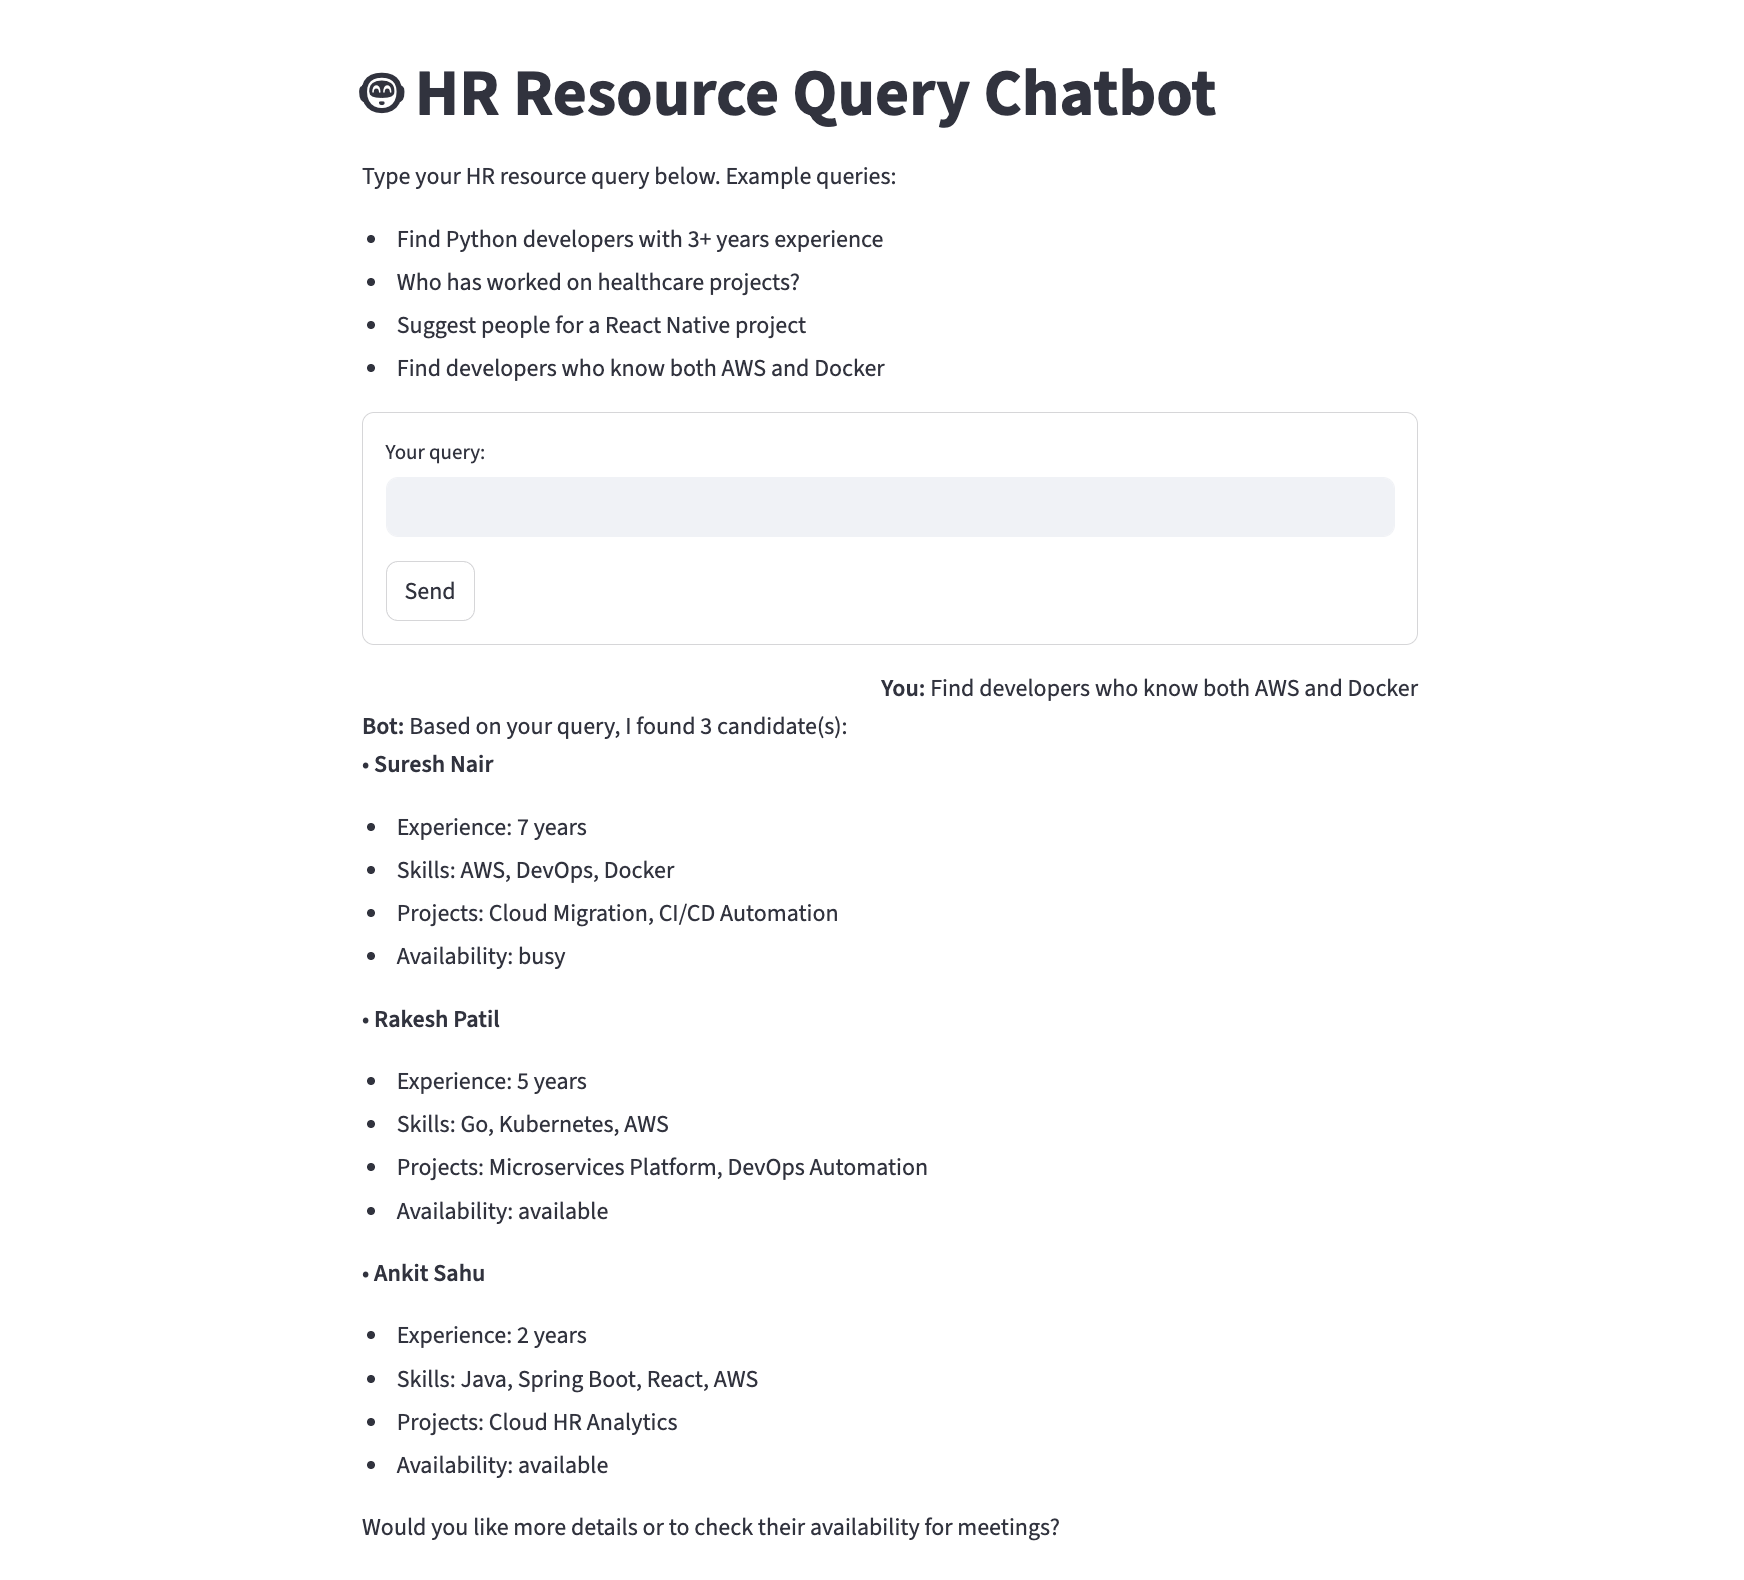 HR Resource Query Chatbot
Type your HR resource query below. Example queries:
• Find Python developers with 3+ years experience
• Who has worked on healthcare projects?
• Suggest people for a React Native project
• Find developers who know both AWS and Docker
Your query:
Send
You: Find developers who know both AWS and Docker
Bot: Based on your query, I found 3 candidate(s):
• Suresh Nair
• Experience: 7 years
• Skills: AWS, DevOps, Docker
• Projects: Cloud Migration, CI/CD Automation
• Availability: busy
• Rakesh Patil
• Experience: 5 years
• Skills: Go, Kubernetes, AWS
• Projects: Microservices Platform, DevOps Automation
• Availability: available
• Ankit Sahu
• Experience: 2 years
• Skills: Java, Spring Boot, React, AWS
• Projects: Cloud HR Analytics
• Availability: available
Would you like more details or to check their availability for meetings?